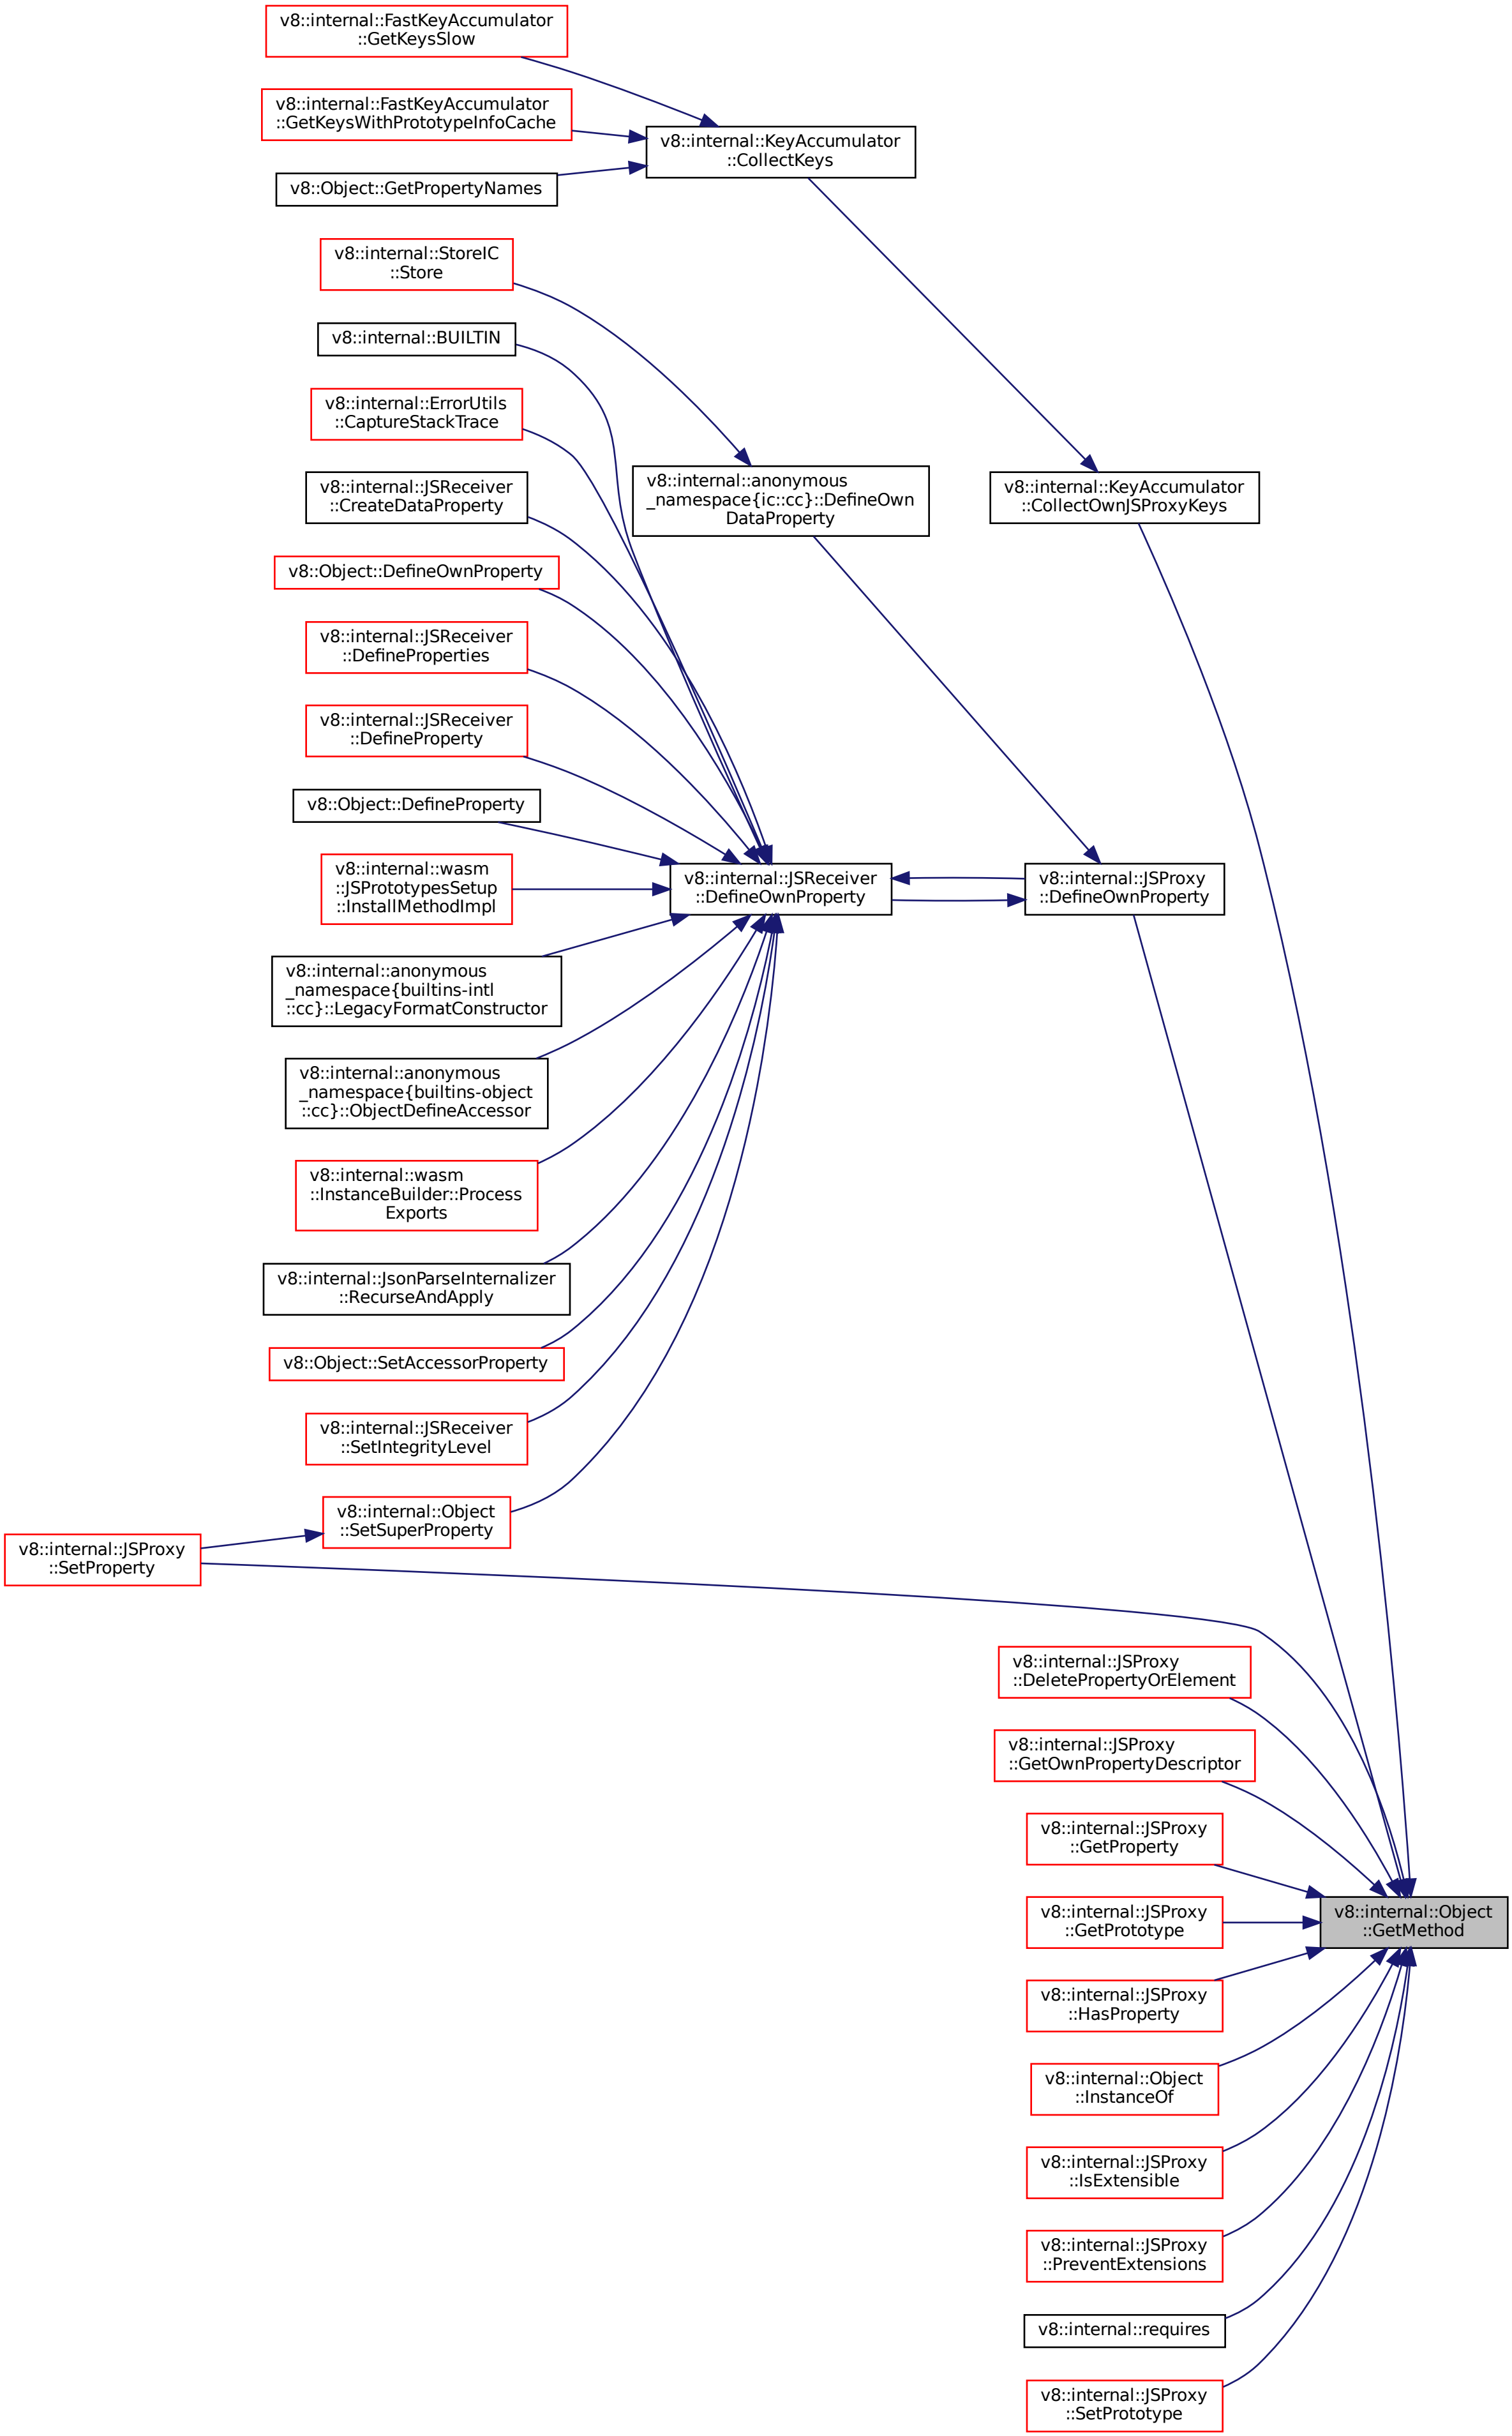 v8::internal::FastKeyAccumulator
::GetKeysSlow
v8::internal::FastKeyAccumulator
::GetKeysWithPrototypeInfoCache
v8::internal::KeyAccumulator
::CollectKeys
v8::Object::GetPropertyNames
v8::internal::StoreIC
::Store
v8::internal::BUILTIN
v8::internal::ErrorUtils
::CaptureStackTrace
v8::internal::JSReceiver
::CreateDataProperty
v8::internal::anonymous
_namespace{ic::cc}::DefineOwn
DataProperty
v8::internal::KeyAccumulator
::CollectOwnJSProxyKeys
v8::Object::DefineOwnProperty
v8::internal::JSReceiver
::DefineProperties
v8::internal::JSReceiver
::DefineProperty
v8::Object::DefineProperty
v8::internal::wasm
::JSPrototypesSetup
::InstallMethodImpl
v8::internal::JSReceiver
::DefineOwnProperty
v8::internal::JSProxy
::DefineOwnProperty
v8::internal::anonymous
_namespace{builtins-intl
::cc}::LegacyFormatConstructor
v8::internal::anonymous
_namespace{builtins-object
::cc}::ObjectDefineAccessor
v8::internal::wasm
::InstanceBuilder::Process
Exports
v8::internal::JsonParseInternalizer
::RecurseAndApply
v8::Object::SetAccessorProperty
v8::internal::JSReceiver
::SetIntegrityLevel
v8::internal::Object
::SetSuperProperty
v8::internal::JSProxy
::SetProperty
v8::internal::JSProxy
::DeletePropertyOrElement
v8::internal::JSProxy
::GetOwnPropertyDescriptor
v8::internal::JSProxy
::GetProperty
v8::internal::JSProxy
::GetPrototype
v8::internal::Object
::GetMethod
v8::internal::JSProxy
::HasProperty
v8::internal::Object
::InstanceOf
v8::internal::JSProxy
::IsExtensible
v8::internal::JSProxy
::PreventExtensions
v8::internal::requires
v8::internal::JSProxy
::SetPrototype